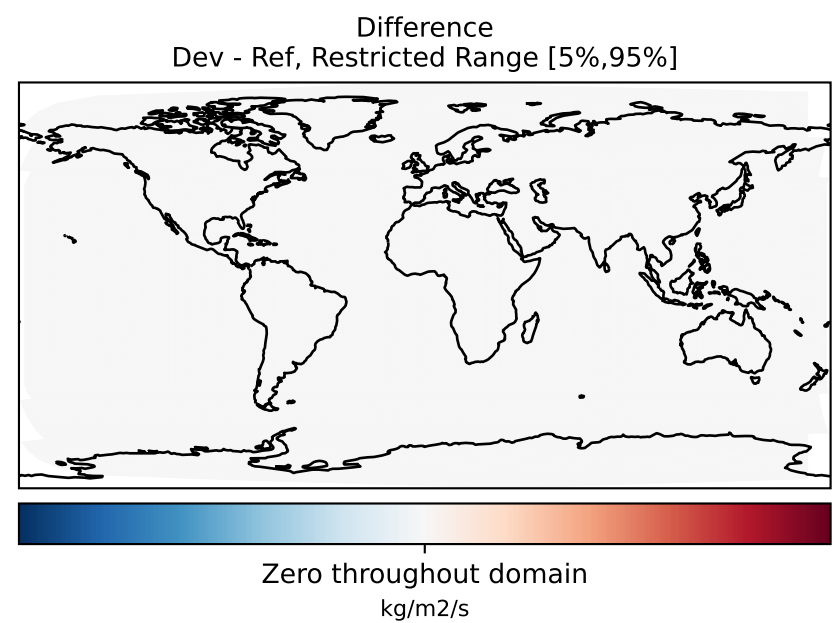 Difference
Dev - Ref, Restricted Range [5%,95%]
Zero throughout domain
kg/m2/s